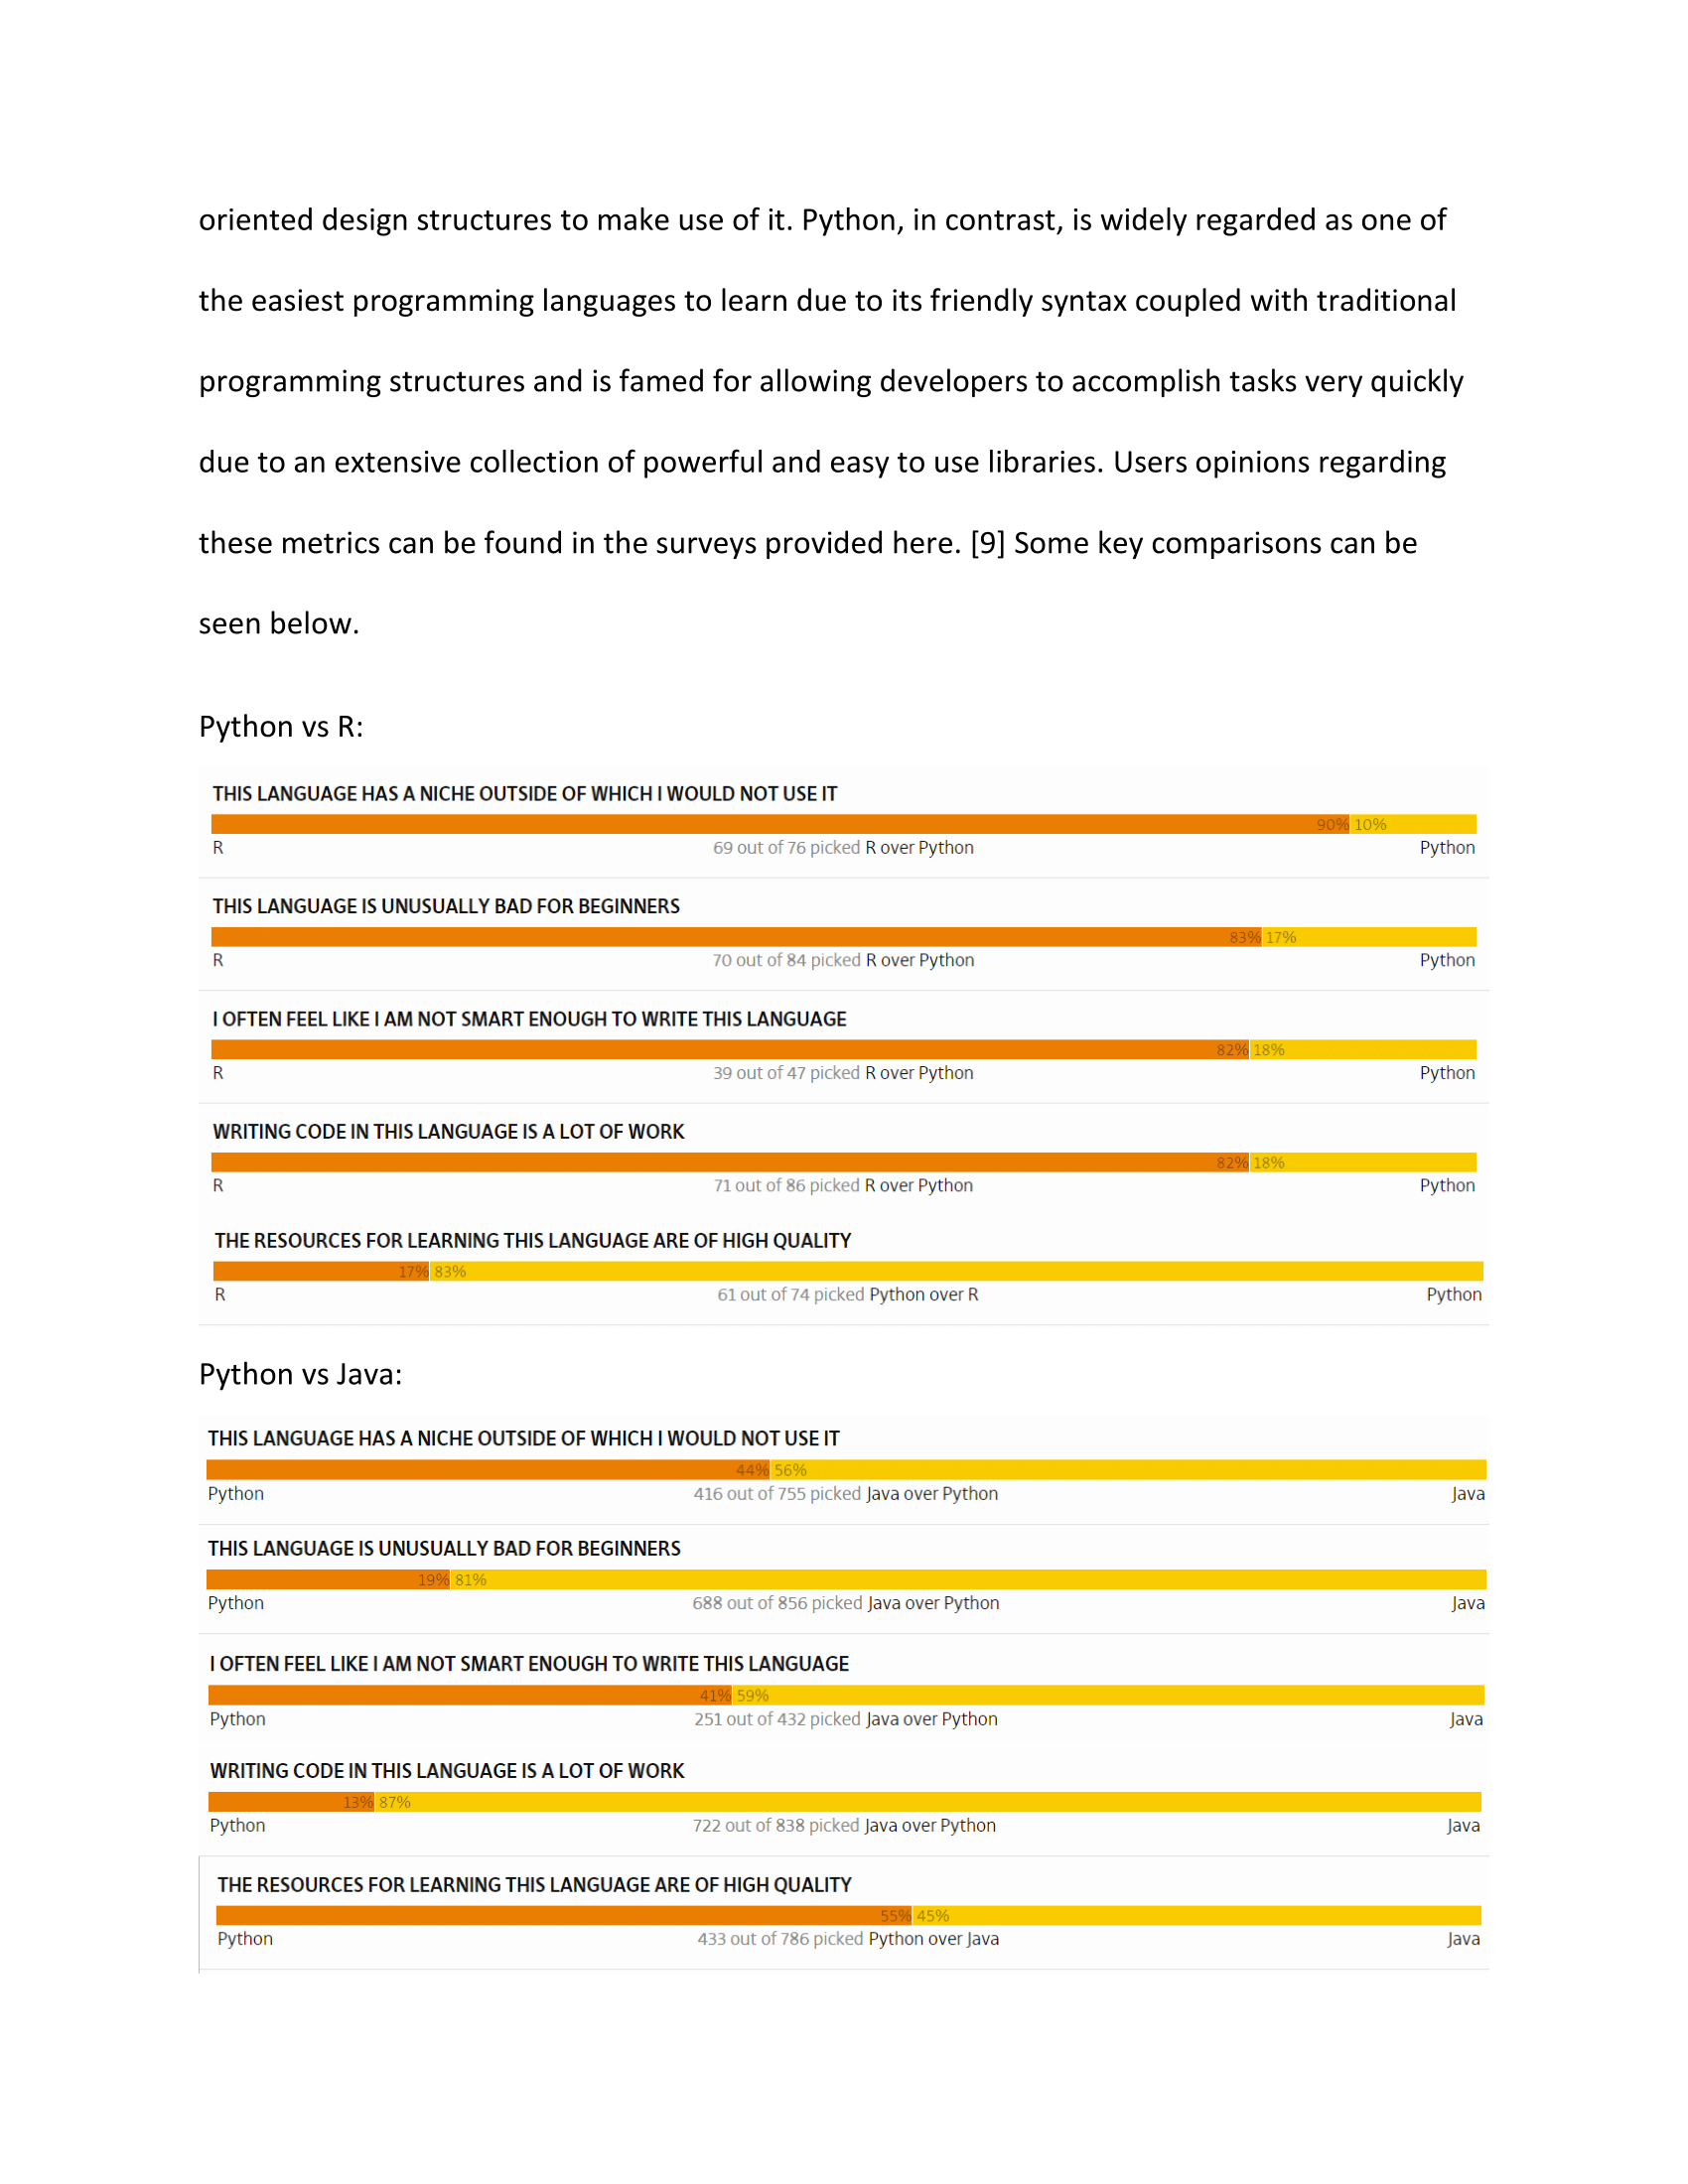 oriented design structures to make use of it. Python, in contrast, is widely regarded as one of
the easiest programming languages to learn due to its friendly syntax coupled with traditional
programming structures and is famed for allowing developers to accomplish tasks very quickly
due to an extensive collection of powerful and easy to use libraries. Users opinions regarding
these metrics can be found in the surveys provided here. [9] Some key comparisons can be
seen below.
Python vs R:
THIS LANGUAGE HAS A NICHE OUTSIDE OF WHICH I WOULD NOT USE IT
90% 10%
R 69 out of 76 picked R over Python Python
THIS LANGUAGE IS UNUSUALLY BAD FOR BEGINNERS
83% 17%
R 70 out of 84 picked R over Python Python
I OFTEN FEEL LIKE I AM NOT SMART ENOUGH TO WRITE THIS LANGUAGE
82% 18%
R 39 out of 47 picked R over Python Python
WRITING CODE IN THIS LANGUAGE IS A LOT OF WORK
82% 18%
R 71 out of 86 picked R over Python Python
THE RESOURCES FOR LEARNING THIS LANGUAGE ARE OF HIGH QUALITY
17% 83%
R 61 out of 74 picked Python over R Python
Python vs Java:
THIS LANGUAGE HAS A NICHE OUTSIDE OF WHICH I WOULD NOT USE IT
44% 56%
Python 416 out of 755 picked Java over Python Java
THIS LANGUAGE IS UNUSUALLY BAD FOR BEGINNERS
19% 81%
Python 688 out of 856 picked Java over Python Java
I OFTEN FEEL LIKE I AM NOT SMART ENOUGH TO WRITE THIS LANGUAGE
41% 59%
Python 251 out of 432 picked Java over Python Java
WRITING CODE IN THIS LANGUAGE IS A LOT OF WORK
13% 87%
Python 722 out of 838 picked Java over Python Java
THE RESOURCES FOR LEARNING THIS LANGUAGE ARE OF HIGH QUALITY
55% 45%
Python 433 out of 786 picked Python over Java Java